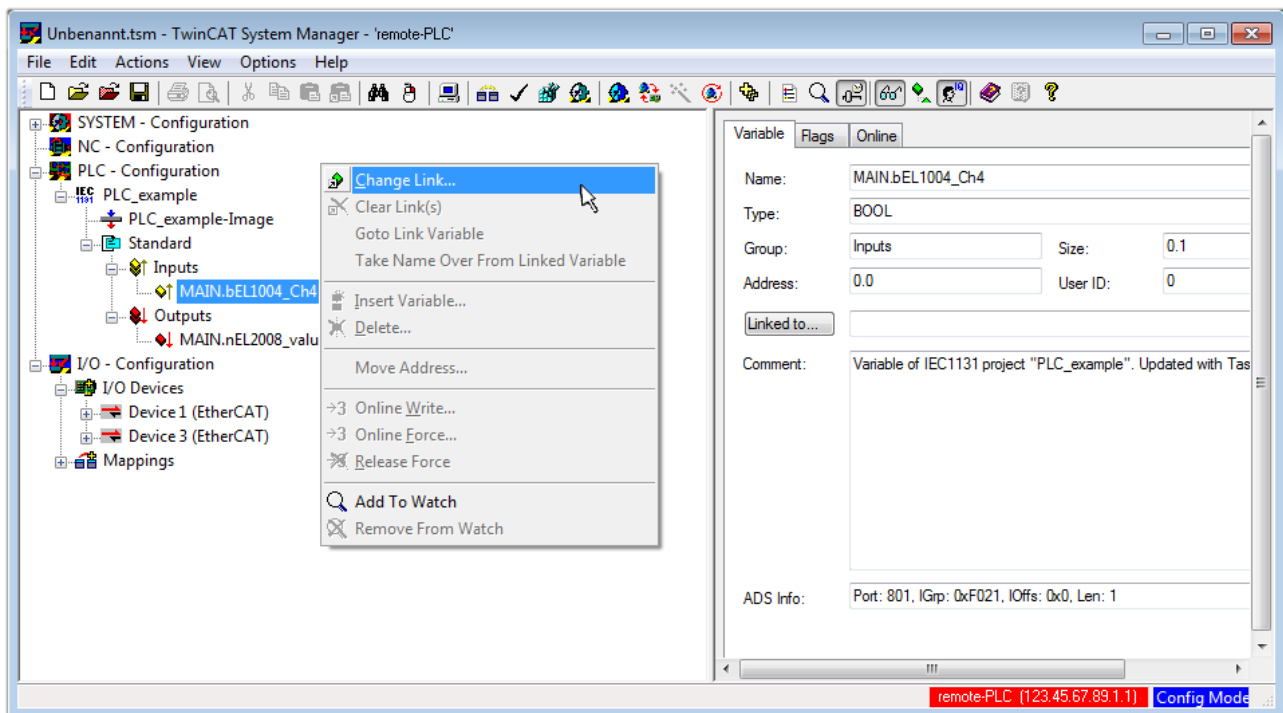 Unbenannt.tsm - TwinCAT System Manager - 'remote-PLC'
File Edit Actions View Options Help
SYSTEM - Configuration
NC - Configuration
PLC - Configuration
IEC 1131 PLC_example
PLC_example-Image
Standard
Inputs
MAIN.bEL1004_Ch4
Outputs
MAIN.nEL2008_valu
I/O - Configuration
I/O Devices
Device 1 (EtherCAT)
Device 3 (EtherCAT)
Mappings
Change Link...
Clear Link(s)
Goto Link Variable
Take Name Over From Linked Variable
Insert Variable...
Delete...
Move Address...
→3 Online Write...
→3 Online Force...
Release Force
Add To Watch
Remove From Watch
Variable Flags Online
Name: MAIN.bEL1004_Ch4
Type: BOOL
Group: Inputs Size: 0.1
Address: 0.0 User ID: 0
Linked to...
Comment: Variable of IEC1131 project "PLC_example". Updated with Tas
ADS Info: Port: 801, IGrp: 0xF021, IOffs: 0x0, Len: 1
remote-PLC (123.45.67.89.1.1) Config Mode